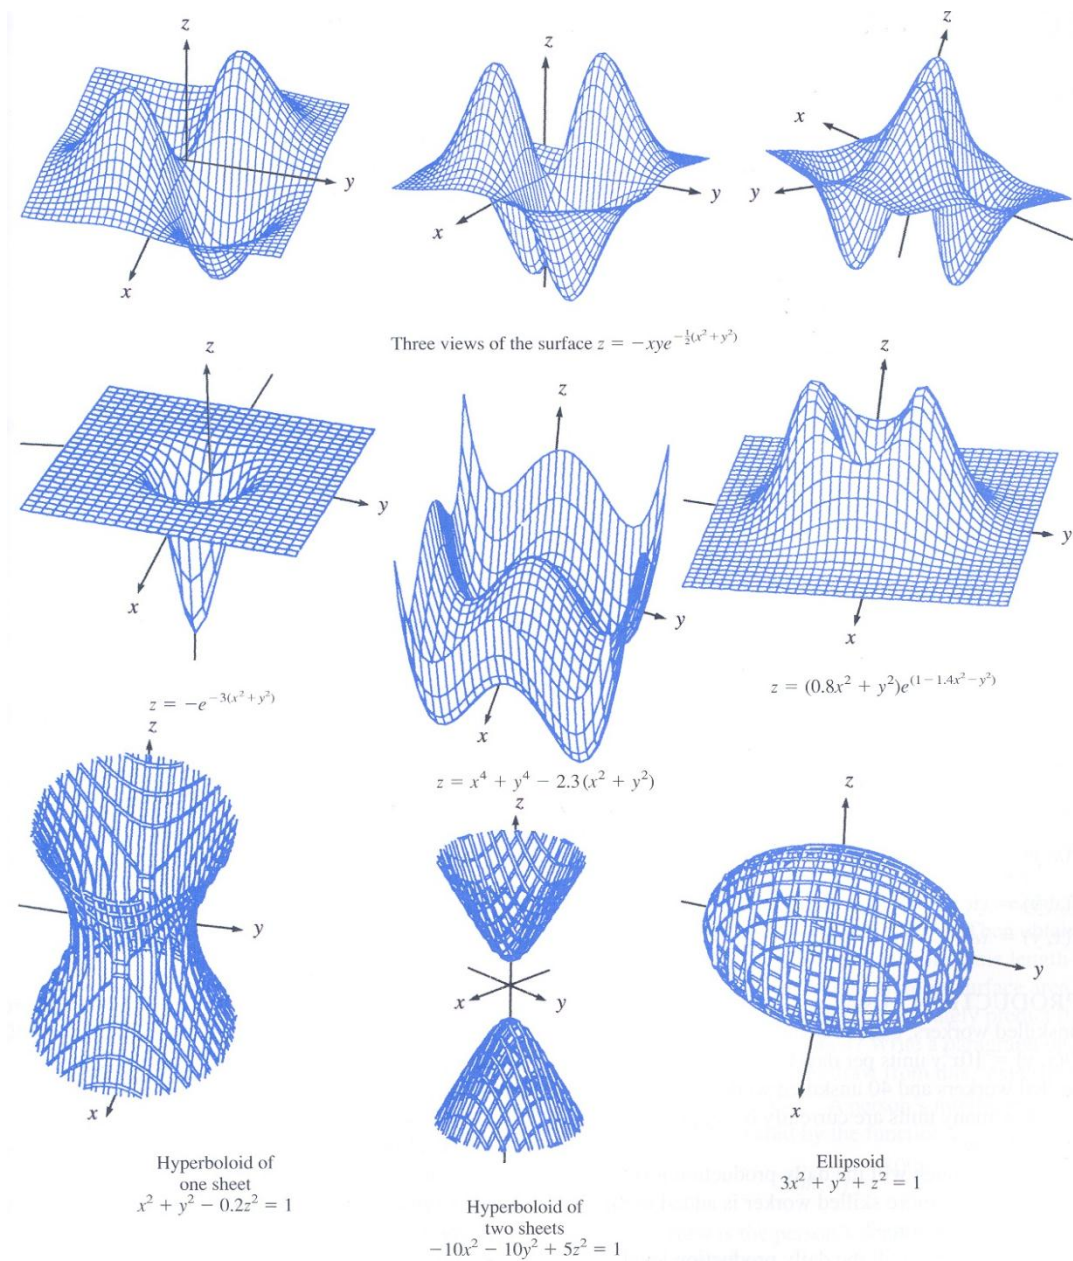 z
z
z
x
y
y
y
x
x
Three views of the surface z = −xye^{−½(x² + y²)}
z
z
z
y
y
x
y
x
x
z = −e^{−3(x² + y²)}
z = (0.8x² + y²)e^{(1 − 1.4x² − y²)}
z = x⁴ + y⁴ − 2.3(x² + y²)
z
z
z
y
y
x
y
x
x
Hyperboloid of
one sheet
x² + y² − 0.2z² = 1
Ellipsoid
3x² + y² + z² = 1
Hyperboloid of
two sheets
−10x² − 10y² + 5z² = 1